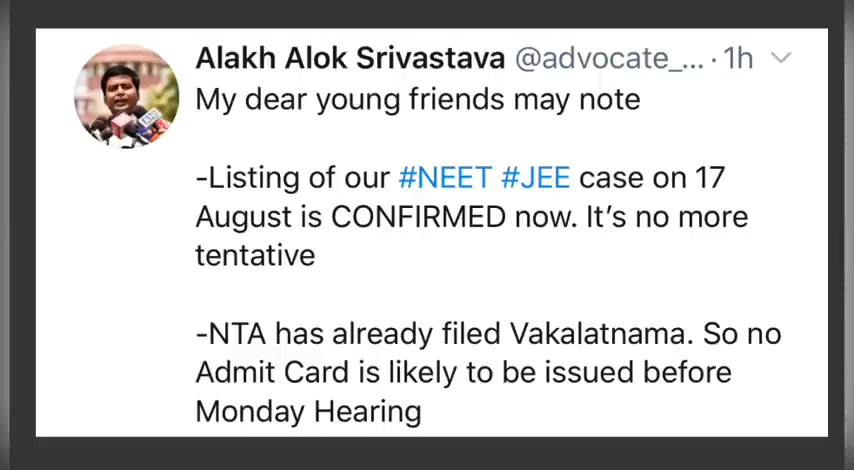 Alakh Alok Srivastava @advocate_... · 1h
My dear young friends may note
-Listing of our #NEET #JEE case on 17
August is CONFIRMED now. It’s no more
tentative
-NTA has already filed Vakalatnama. So no
Admit Card is likely to be issued before
Monday Hearing